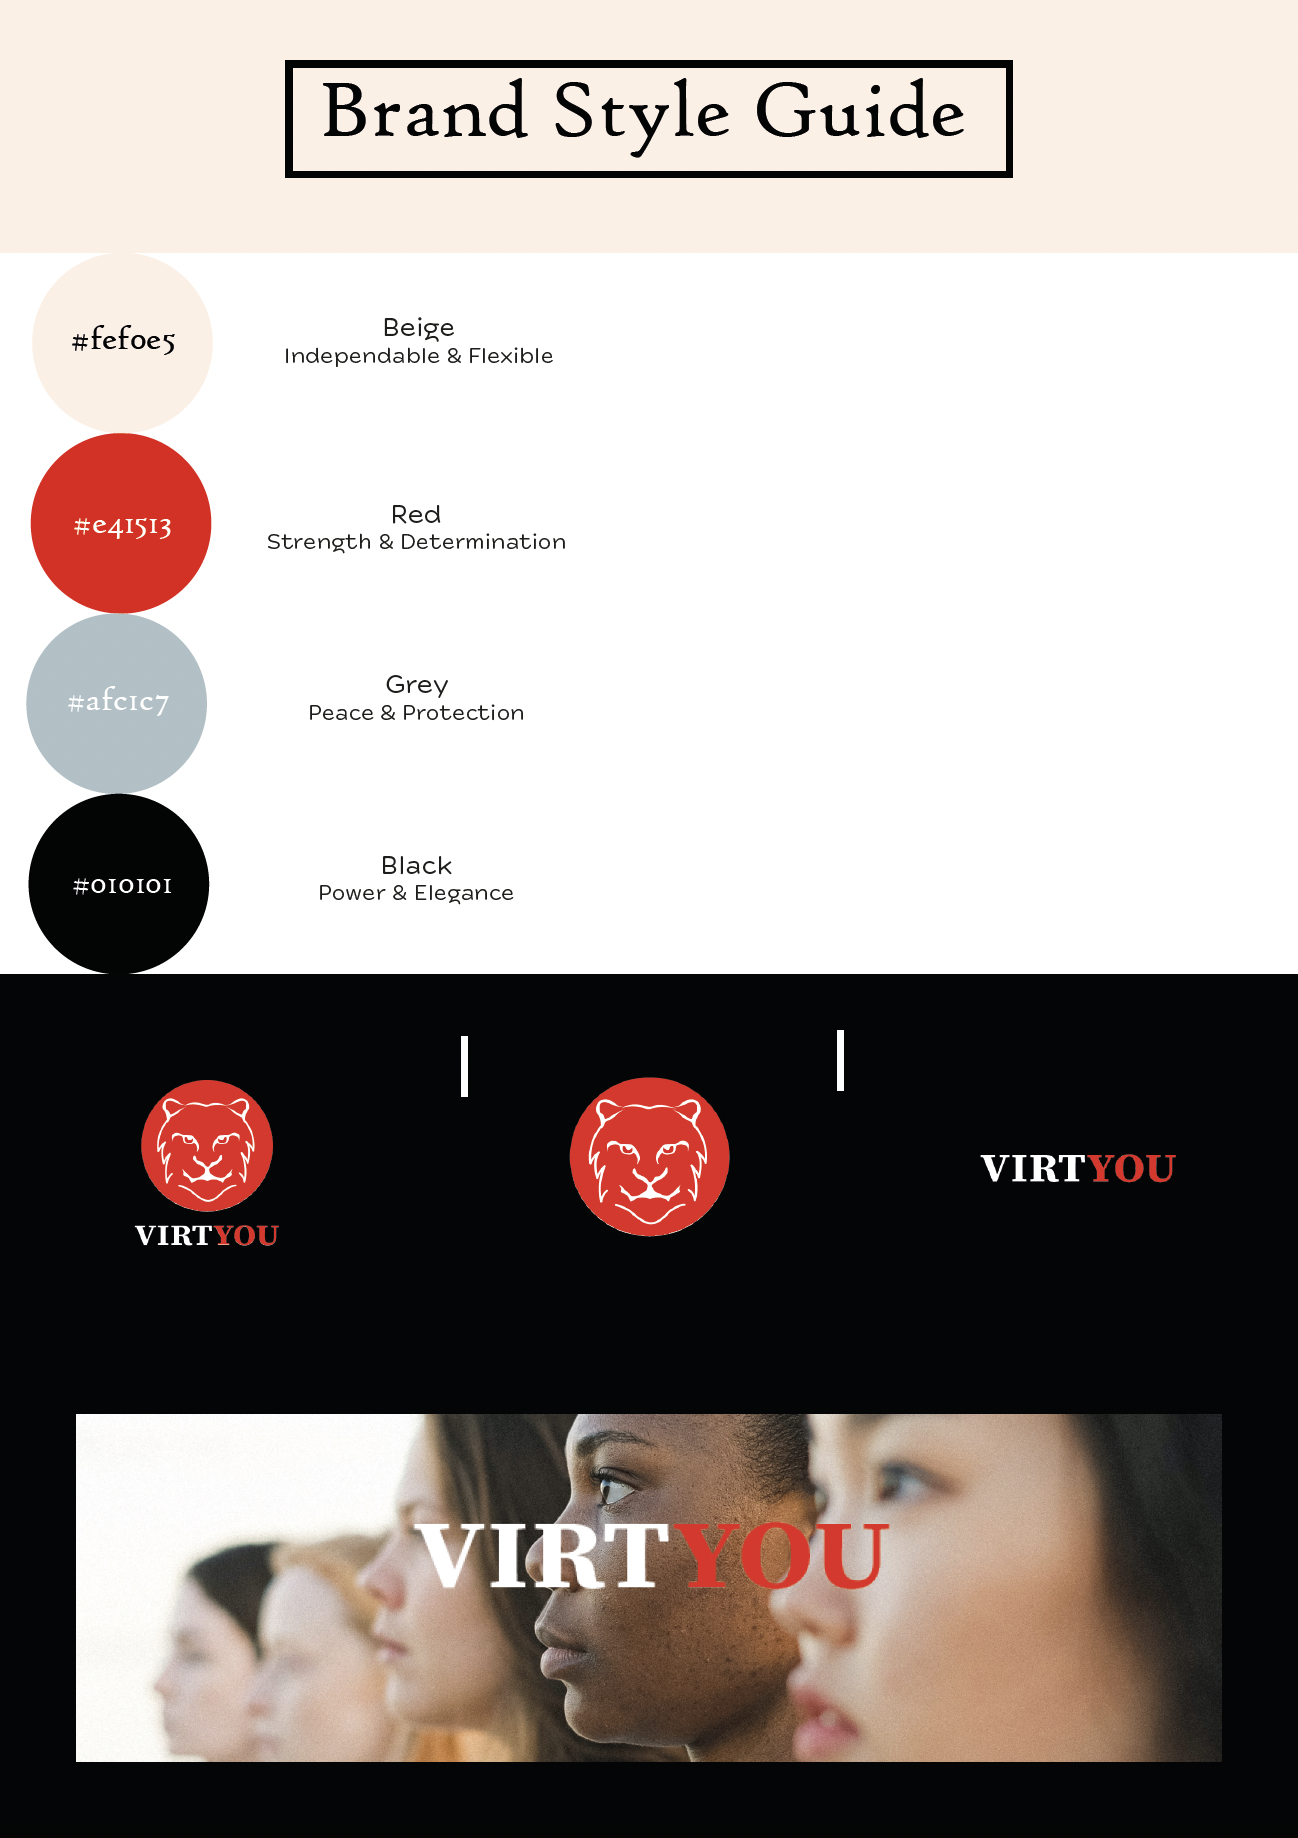 Brand Style Guide
#fef0e5
Beige
Independable & Flexible
#e41513
Red
Strength & Determination
#afc1c7
Grey
Peace & Protection
#010101
Black
Power & Elegance
VIRTYOU
VIRTYOU
VIRTYOU